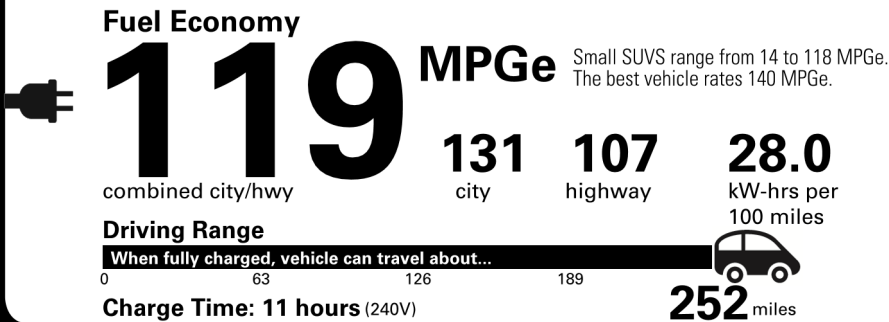 Fuel Economy
119 MPGe
Small SUVS range from 14 to 118 MPGe.
The best vehicle rates 140 MPGe.
131 107 28.0
combined city/hwy city highway kW-hrs per
100 miles
Driving Range
When fully charged, vehicle can travel about...
0 63 126 189
252 miles
Charge Time: 11 hours (240V)